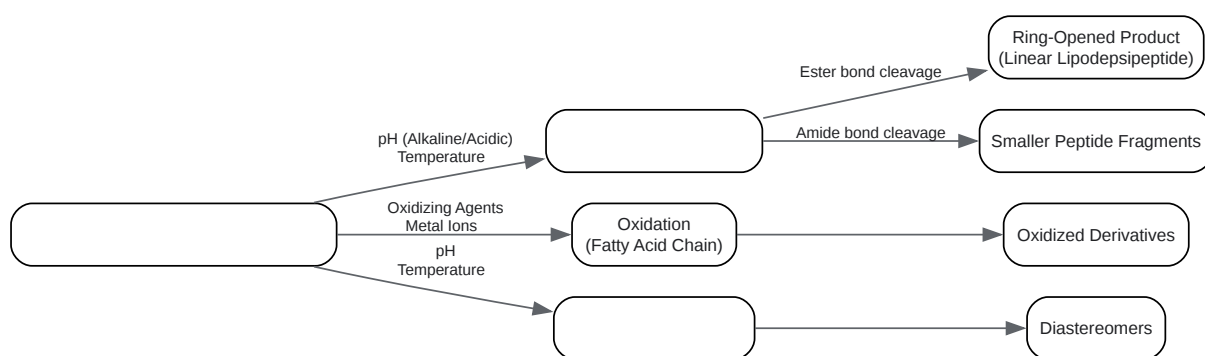 Ring-Opened Product
(Linear Lipodepsipeptide)
Ester bond cleavage
pH (Alkaline/Acidic)
Temperature
Amide bond cleavage
Smaller Peptide Fragments
Oxidizing Agents
Metal Ions
Oxidation
(Fatty Acid Chain)
Oxidized Derivatives
pH
Temperature
Diastereomers